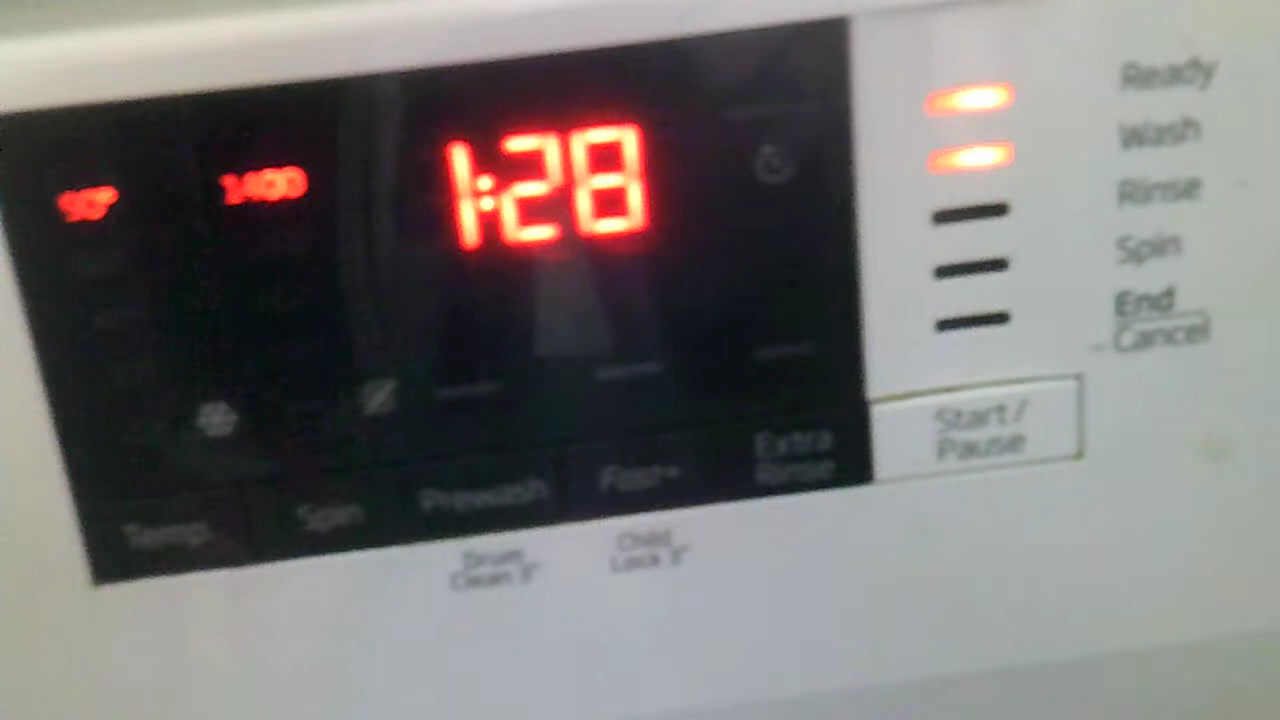 1400
1:28
Ready
Wash
Rinse
Spin
End
Cancel
Start/
Pause
Temp.
Spin
Prewash
Fast+
Extra
Rinse
Drum
Clean 3"
Child
Lock 3"